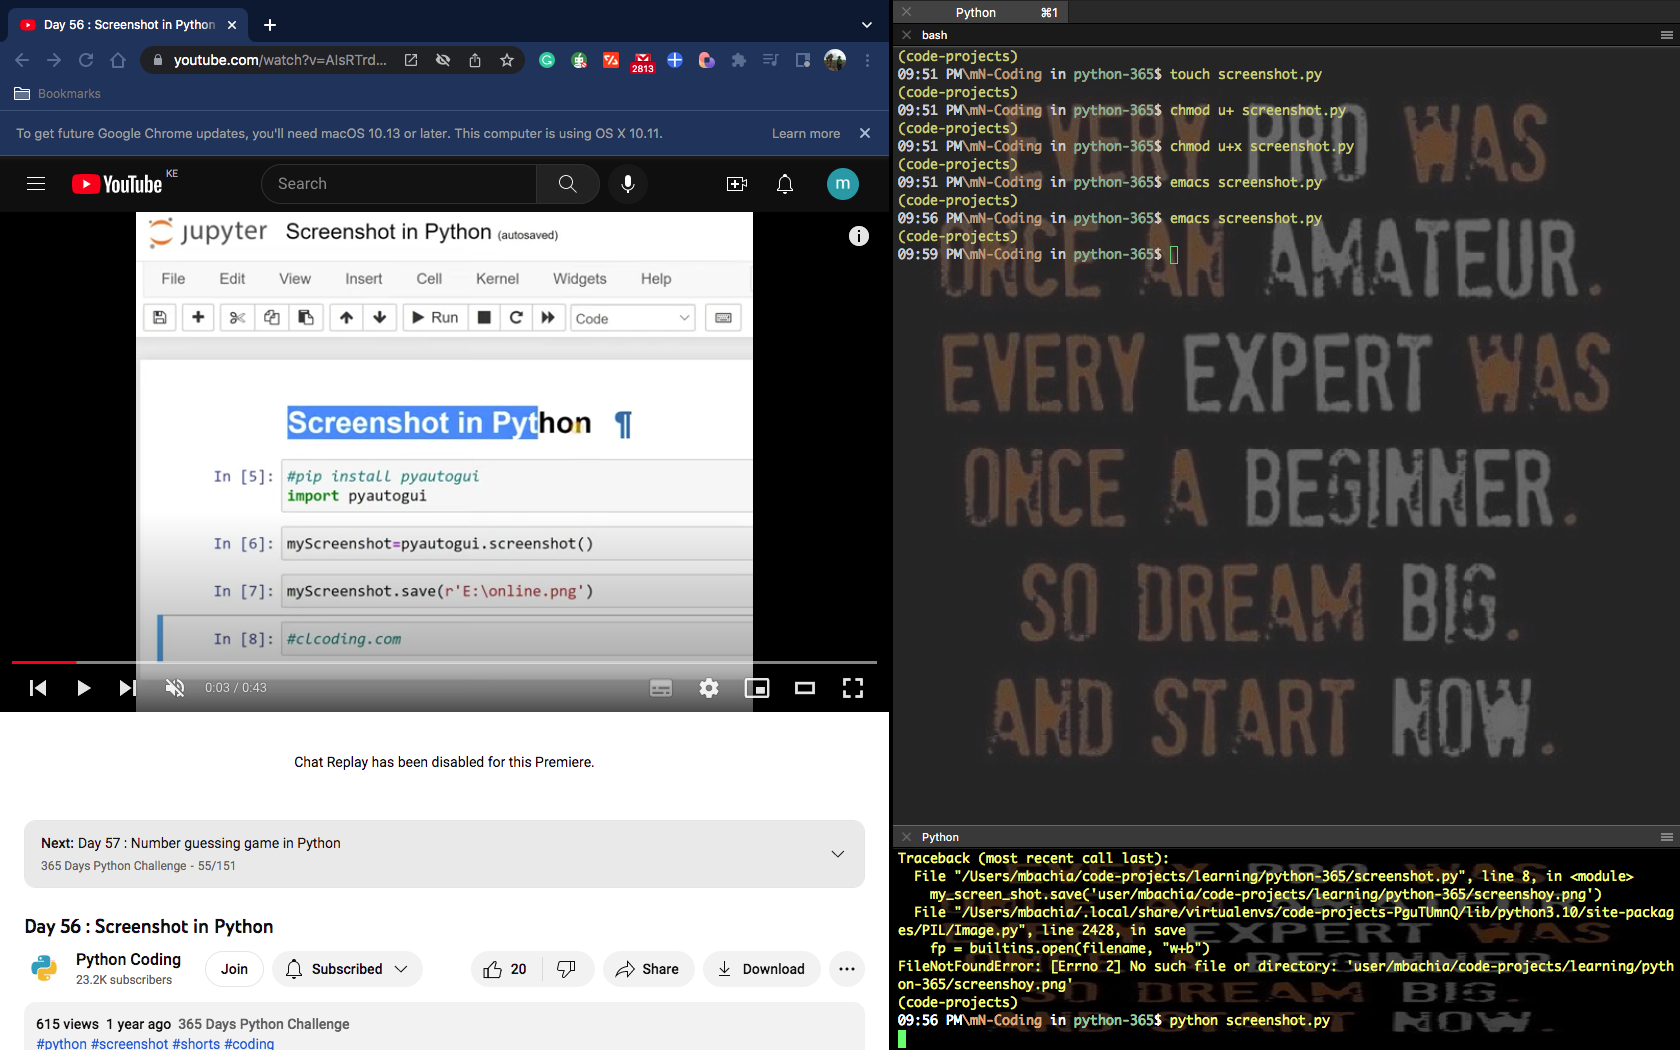 Day 56 : Screenshot in Python
youtube.com/watch?v=AlsRTrd...
2813
Bookmarks
To get future Google Chrome updates, you'll need macOS 10.13 or later. This computer is using OS X 10.11.
Learn more
YouTube KE
Search
m
jupyter Screenshot in Python (autosaved)
File Edit View Insert Cell Kernel Widgets Help
Run
Code
Screenshot in Python ¶
In [5]: #pip install pyautogui
import pyautogui
In [6]: myScreenshot=pyautogui.screenshot()
In [7]: myScreenshot.save(r'E:\online.png')
In [8]: #clcoding.com
0:03 / 0:43
Chat Replay has been disabled for this Premiere.
Next: Day 57 : Number guessing game in Python
365 Days Python Challenge - 55/151
Day 56 : Screenshot in Python
Python Coding
23.2K subscribers
Join
Subscribed
20
Share
Download
615 views 1 year ago 365 Days Python Challenge
#python #screenshot #shorts #coding
Python ⌘1
bash
(code-projects)
09:51 PM\mN-Coding in python-365$ touch screenshot.py
(code-projects)
09:51 PM\mN-Coding in python-365$ chmod u+ screenshot.py
(code-projects)
09:51 PM\mN-Coding in python-365$ chmod u+x screenshot.py
(code-projects)
09:51 PM\mN-Coding in python-365$ emacs screenshot.py
(code-projects)
09:56 PM\mN-Coding in python-365$ emacs screenshot.py
(code-projects)
09:59 PM\mN-Coding in python-365$
EVERY PRO WAS
ONCE AN AMATEUR.
EVERY EXPERT WAS
ONCE A BEGINNER.
SO DREAM BIG.
AND START NOW.
Python
Traceback (most recent call last):
File "/Users/mbachia/code-projects/learning/python-365/screenshot.py", line 8, in <module>
my_screen_shot.save('user/mbachia/code-projects/learning/python-365/screenshoy.png')
File "/Users/mbachia/.local/share/virtualenvs/code-projects-PguTUmnQ/lib/python3.10/site-packag
es/PIL/Image.py", line 2428, in save
fp = builtins.open(filename, "w+b")
FileNotFoundError: [Errno 2] No such file or directory: 'user/mbachia/code-projects/learning/pyth
on-365/screenshoy.png'
(code-projects)
09:56 PM\mN-Coding in python-365$ python screenshot.py